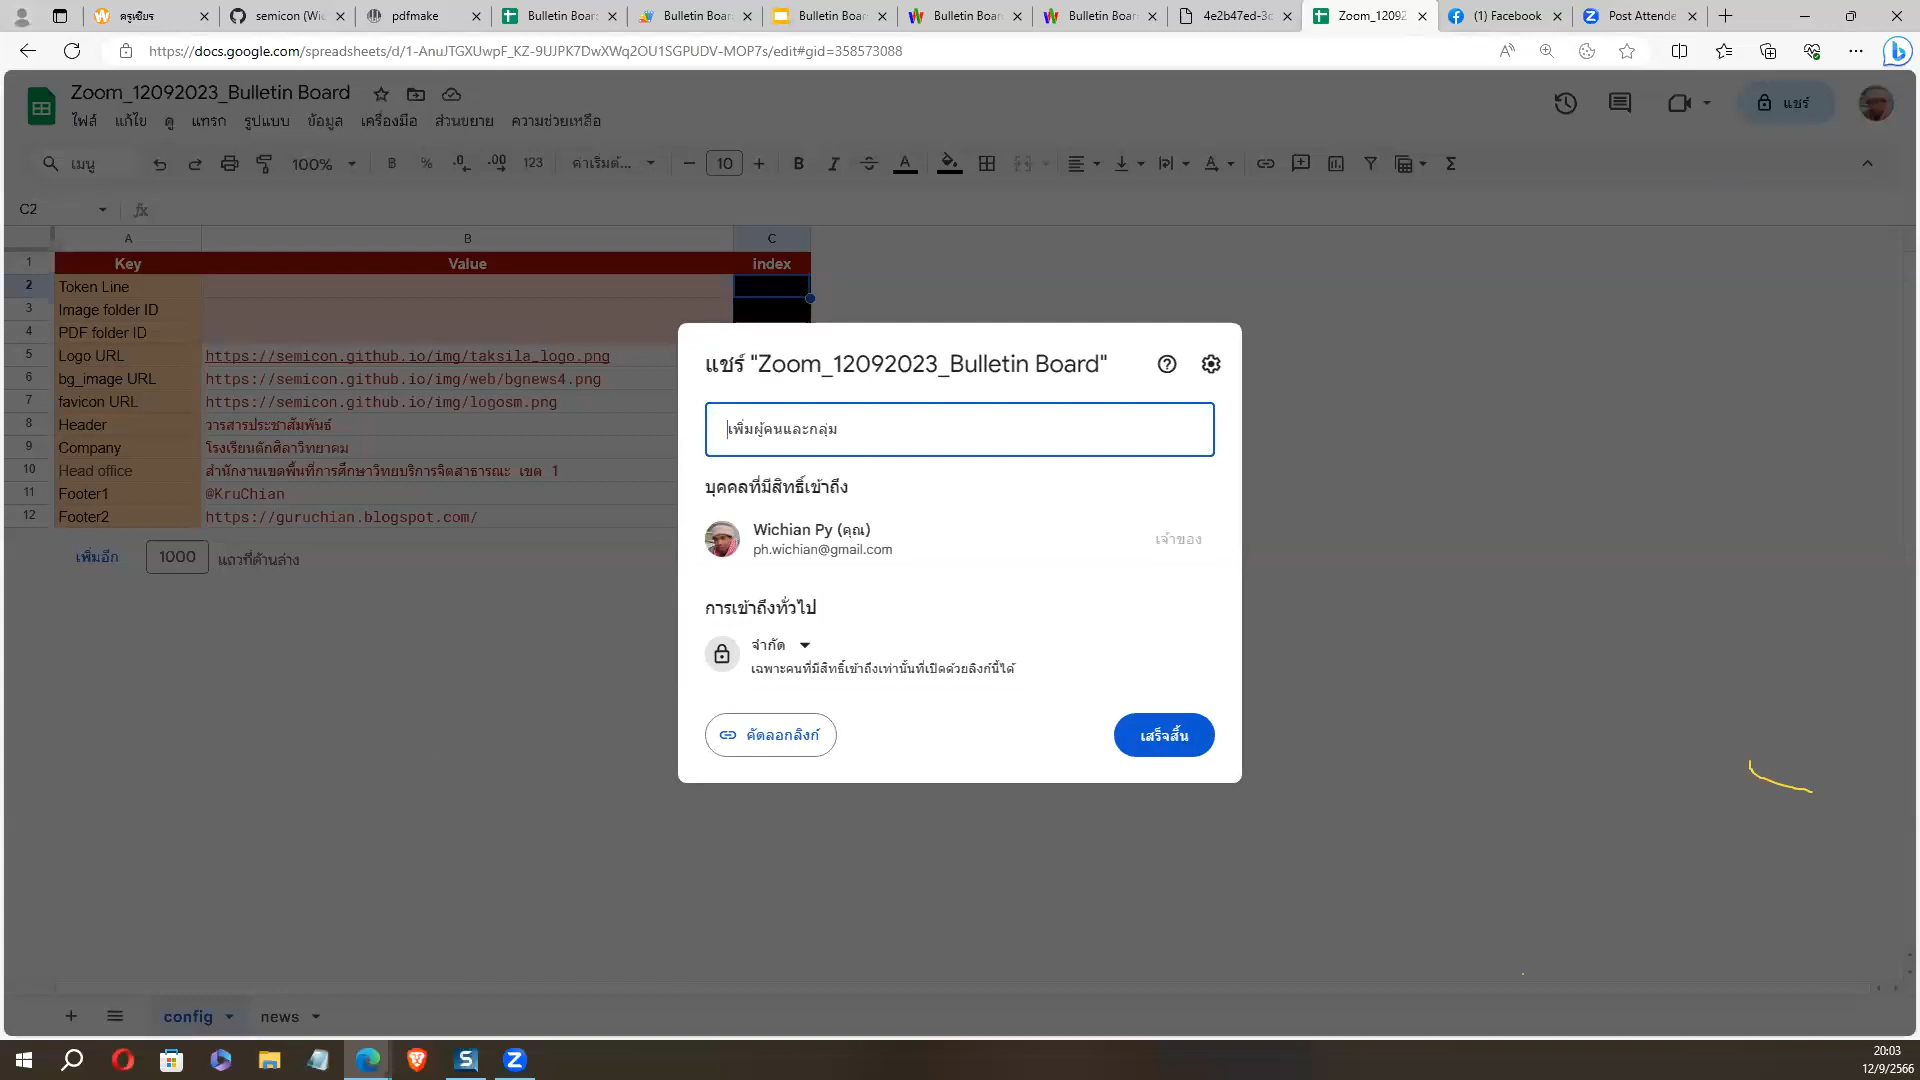 ครูเชียร
semicon (Wic
pdfmake
Bulletin Boar
Bulletin Boar
Bulletin Boar
Bulletin Boar
Bulletin Boar
4e2b47ed-3c
Zoom_12092
(1) Facebook
Post Attende
https://docs.google.com/spreadsheets/d/1-AnuJTGXUwpF_KZ-9UJPK7DwXWq2OU1SGPUDV-MOP7s/edit#gid=358573088
Zoom_12092023_Bulletin Board
ไฟล์ แก้ไข ดู แทรก รูปแบบ ข้อมูล เครื่องมือ ส่วนขยาย ความช่วยเหลือ
แชร์
เมนู 100% B % .0 .00 123 ค่าเริ่มต้... 10 B I A Σ
C2 fx
A B C
1 Key Value index
2 Token Line
3 Image folder ID
4 PDF folder ID
5 Logo URL https://semicon.github.io/img/taksila_logo.png
6 bg_image URL https://semicon.github.io/img/web/bgnews4.png
7 favicon URL https://semicon.github.io/img/logosm.png
8 Header วารสารประชาสัมพันธ์
9 Company โรงเรียนตักศิลาวิทยาคม
10 Head office สำนักงานเขตพื้นที่การศึกษาวิทยบริการจิตสาธารณะ เขต 1
11 Footer1 @KruChian
12 Footer2 https://guruchian.blogspot.com/
เพิ่มอีก 1000 แถวที่ด้านล่าง
แชร์ "Zoom_12092023_Bulletin Board"
เพิ่มผู้คนและกลุ่ม
บุคคลที่มีสิทธิ์เข้าถึง
Wichian Py (คุณ)
ph.wichian@gmail.com
เจ้าของ
การเข้าถึงทั่วไป
จำกัด
เฉพาะคนที่มีสิทธิ์เข้าถึงเท่านั้นที่เปิดด้วยลิงก์นี้ได้
คัดลอกลิงก์
เสร็จสิ้น
config news
20:03
12/9/2566